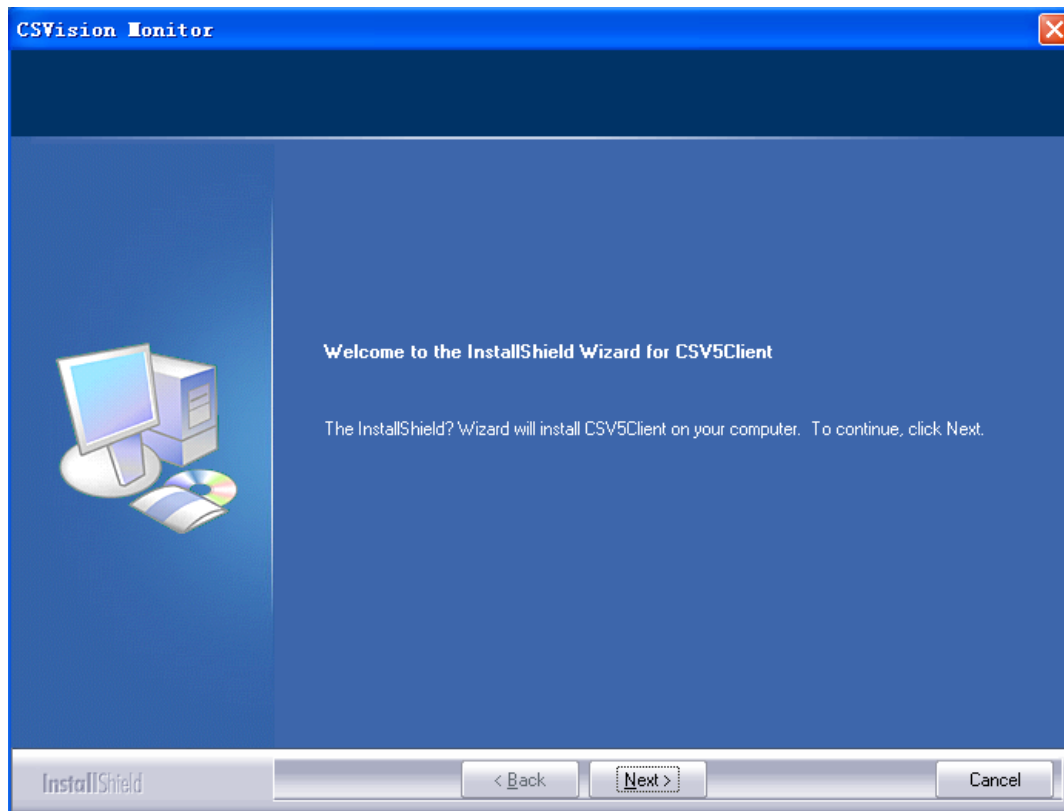 CSVision Monitor
Welcome to the InstallShield Wizard for CSV5Client
The InstallShield? Wizard will install CSV5Client on your computer.  To continue, click Next.
InstallShield
< Back
Next >
Cancel